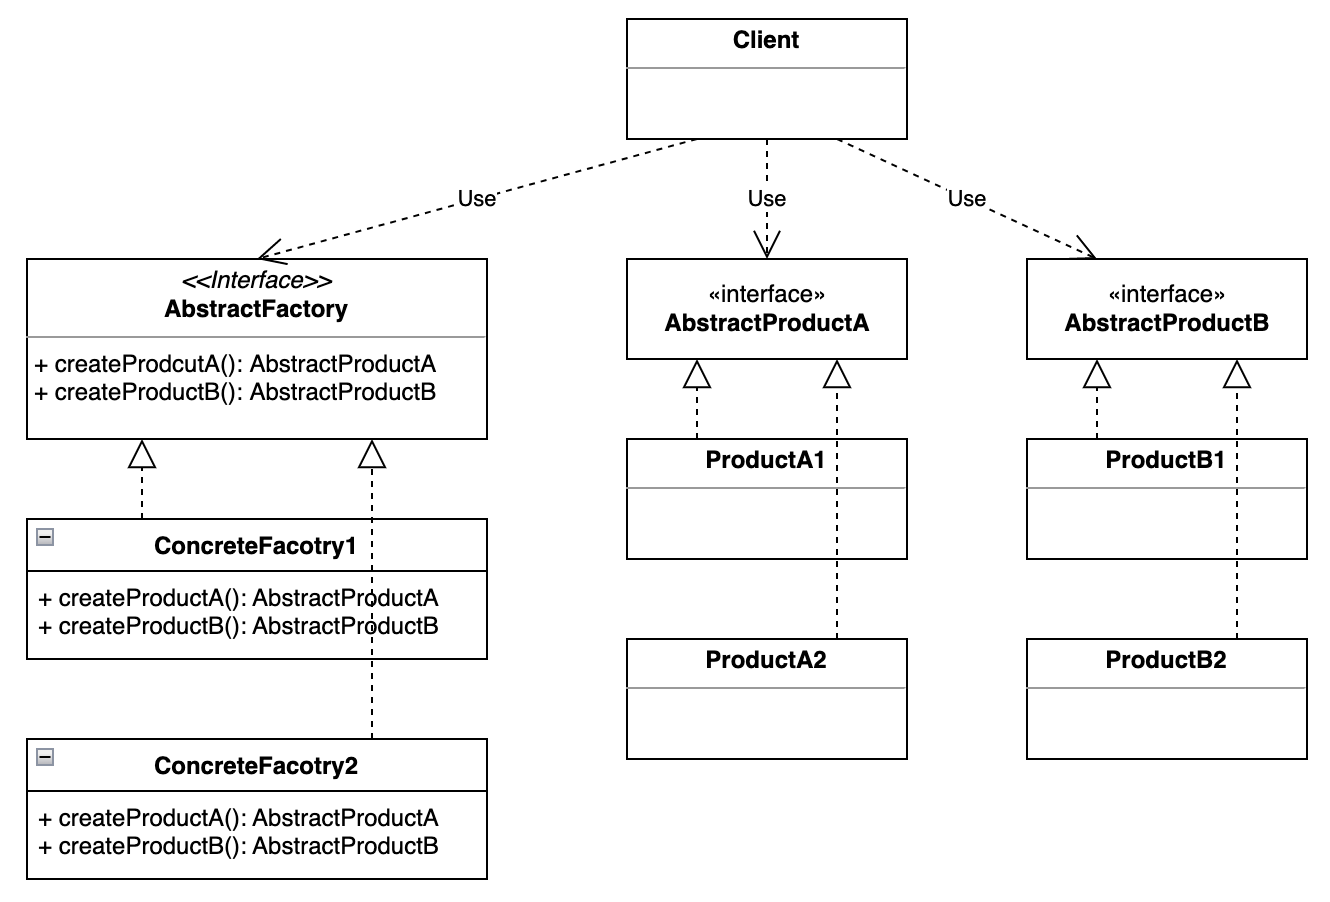 Client
Use
Use
Use
<<Interface>>
AbstractFactory
+ createProdcutA(): AbstractProductA
+ createProductB(): AbstractProductB
«interface»
AbstractProductA
«interface»
AbstractProductB
ProductA1
ProductB1
ConcreteFacotry1
+ createProductA(): AbstractProductA
+ createProductB(): AbstractProductB
ProductA2
ProductB2
ConcreteFacotry2
+ createProductA(): AbstractProductA
+ createProductB(): AbstractProductB